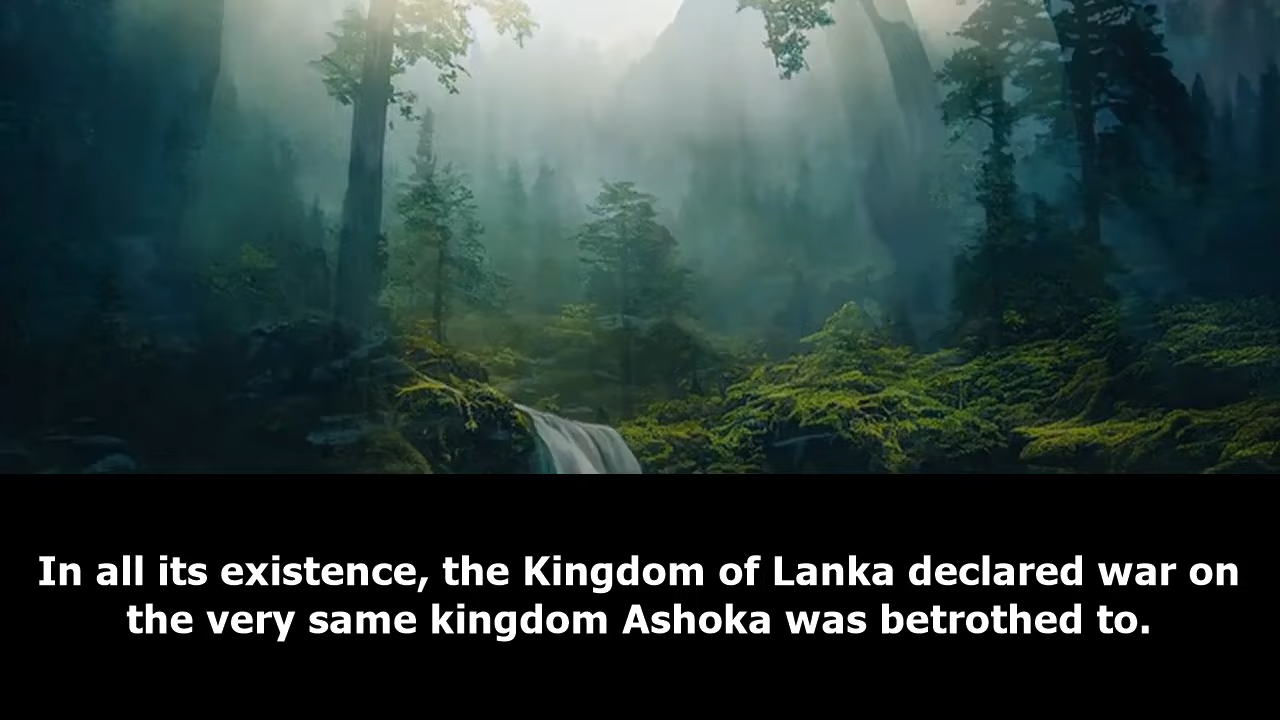 In all its existence, the Kingdom of Lanka declared war on
the very same kingdom Ashoka was betrothed to.